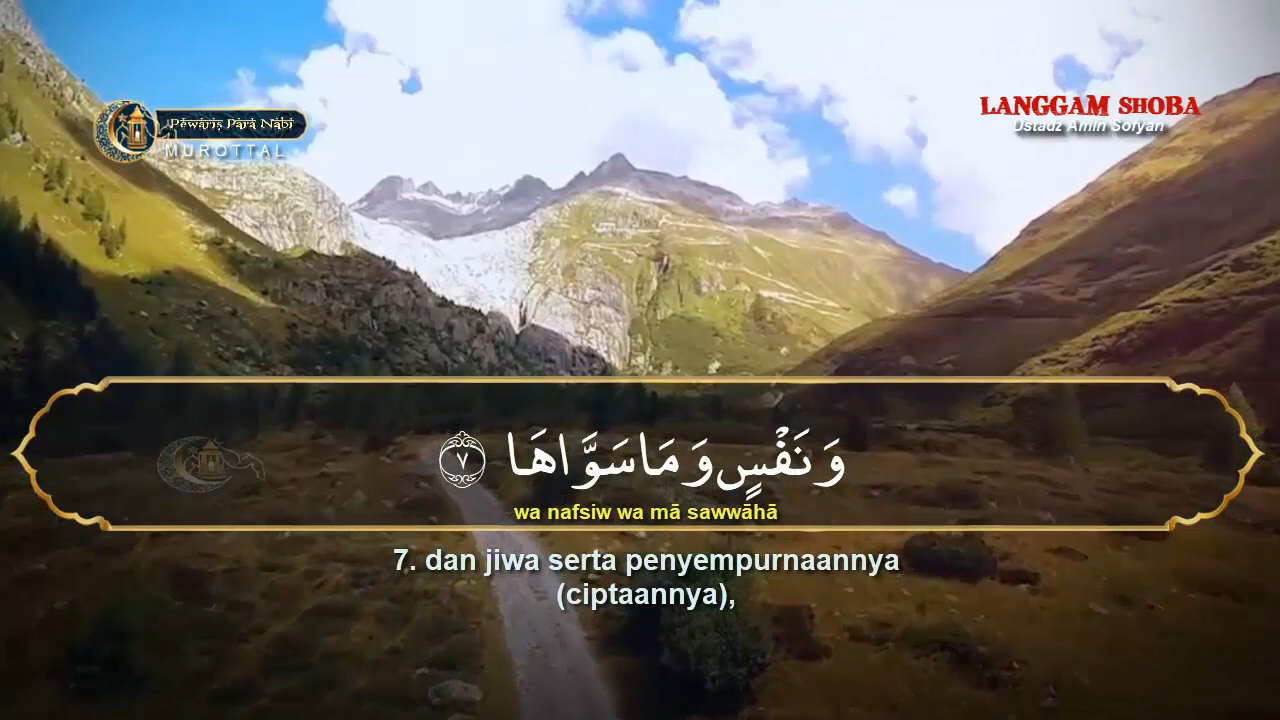 Pewaris Para Nabi
MUROTTAL
LANGGAM SHOBA
Ustadz Amin Sofyan
وَنَفْسٍ وَمَا سَوَّاهَا ٧
wa nafsiw wa mā sawwāhā
7. dan jiwa serta penyempurnaannya
(ciptaannya),